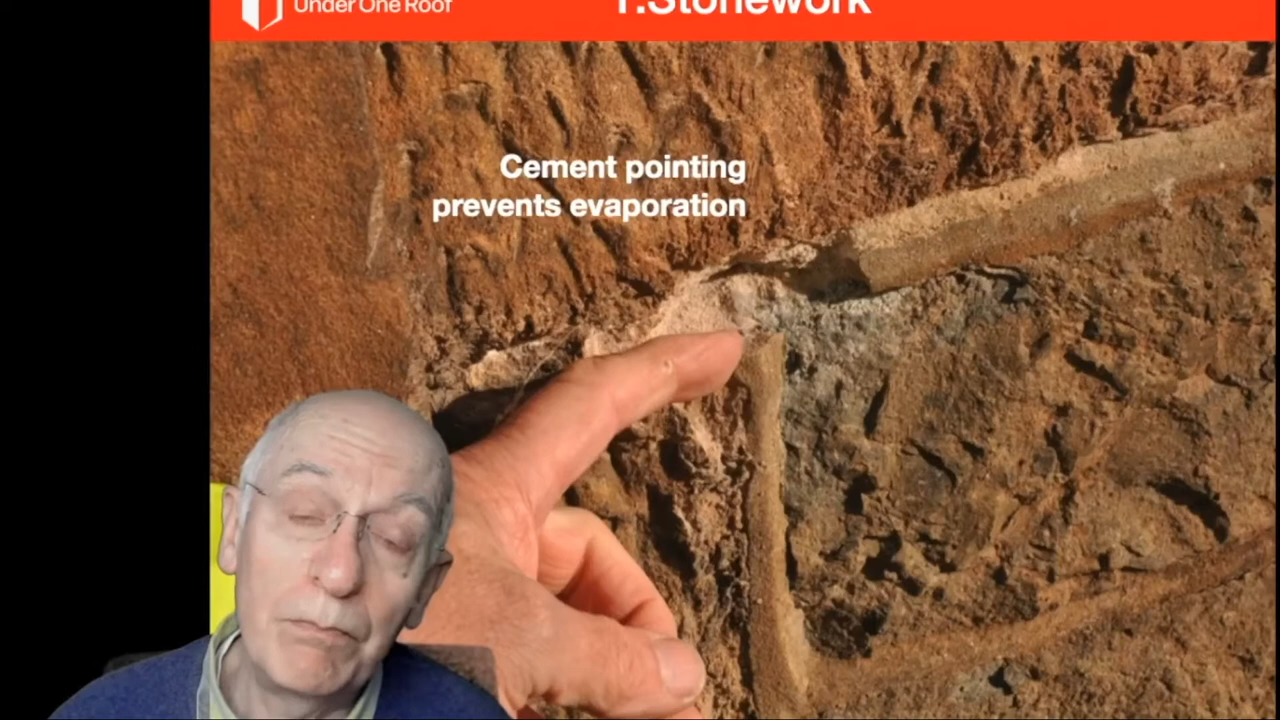 Under One Roof
1.Stonework
Cement pointing
prevents evaporation